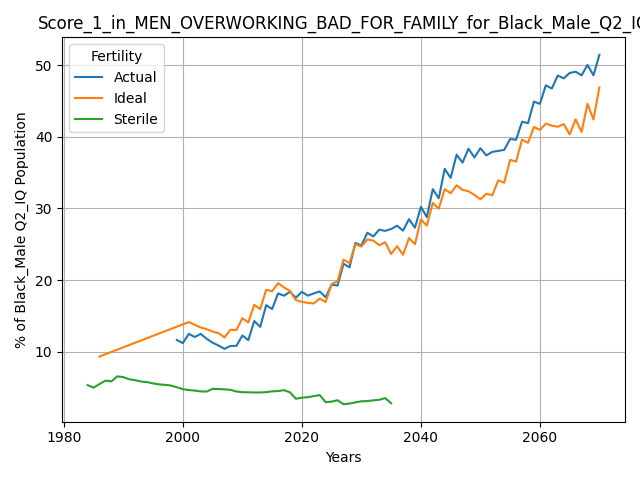 Score_1_in_MEN_OVERWORKING_BAD_FOR_FAMILY_for_Black_Male_Q2_IQ
Fertility
Actual
Ideal
Sterile
% of Black_Male Q2_IQ Population
50
40
30
20
10
1980 2000 2020 2040 2060
Years